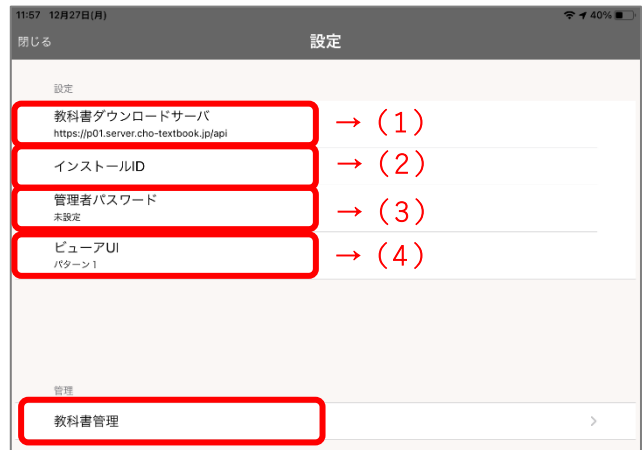 11:57 12月27日(月) 40%
閉じる 設定
設定
教科書ダウンロードサーバ → (1)
https://p01.server.cho-textbook.jp/api
インストールID → (2)
管理者パスワード → (3)
未設定
ビューアUI → (4)
パターン1
管理
教科書管理